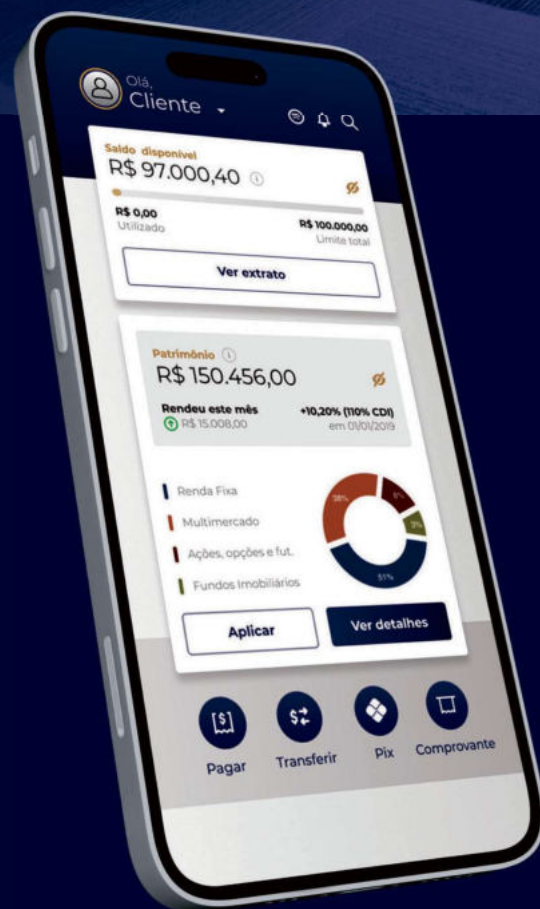 Olá,
Cliente
Saldo disponível
R$ 97.000,40
R$ 0,00
Utilizado
R$ 100.000,00
Limite total
Ver extrato
Patrimônio
R$ 150.456,00
Rendeu este mês
R$ 15.008,00
+10,20% (110% CDI)
em 01/01/2019
Renda Fixa
Multimercado
Ações, opções e fut.
Fundos Imobiliários
38%
8%
3%
51%
Aplicar
Ver detalhes
Pagar
Transferir
Pix
Comprovante